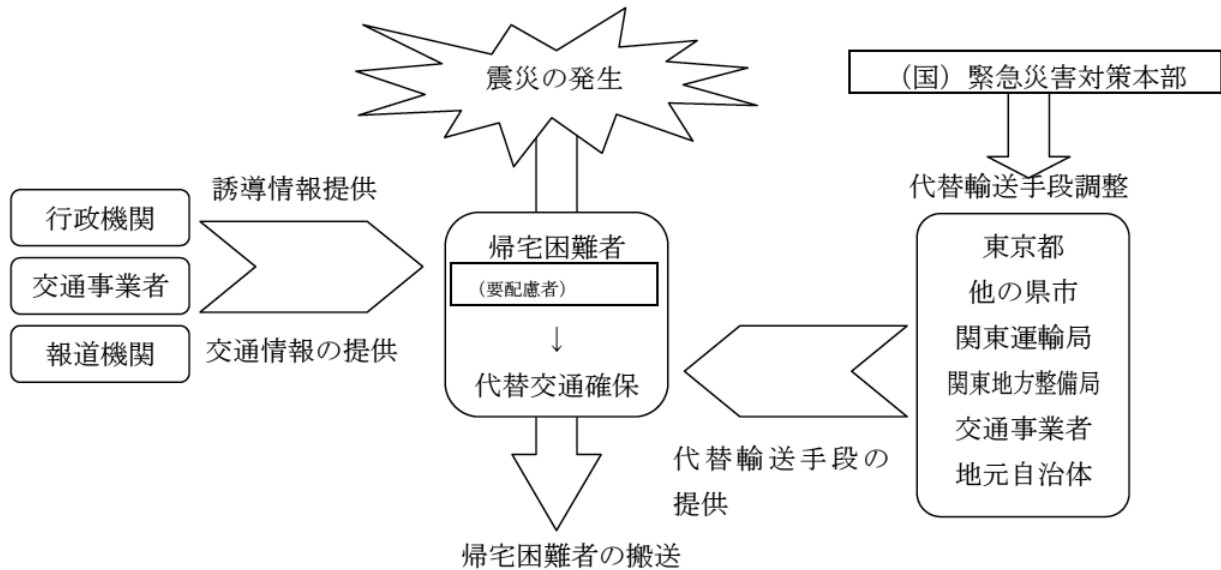 震災の発生
（国）緊急災害対策本部
代替輸送手段調整
誘導情報提供
行政機関
交通事業者
報道機関
交通情報の提供
帰宅困難者
（要配慮者）
↓
代替交通確保
東京都
他の県市
関東運輸局
関東地方整備局
交通事業者
地元自治体
代替輸送手段の
提供
帰宅困難者の搬送